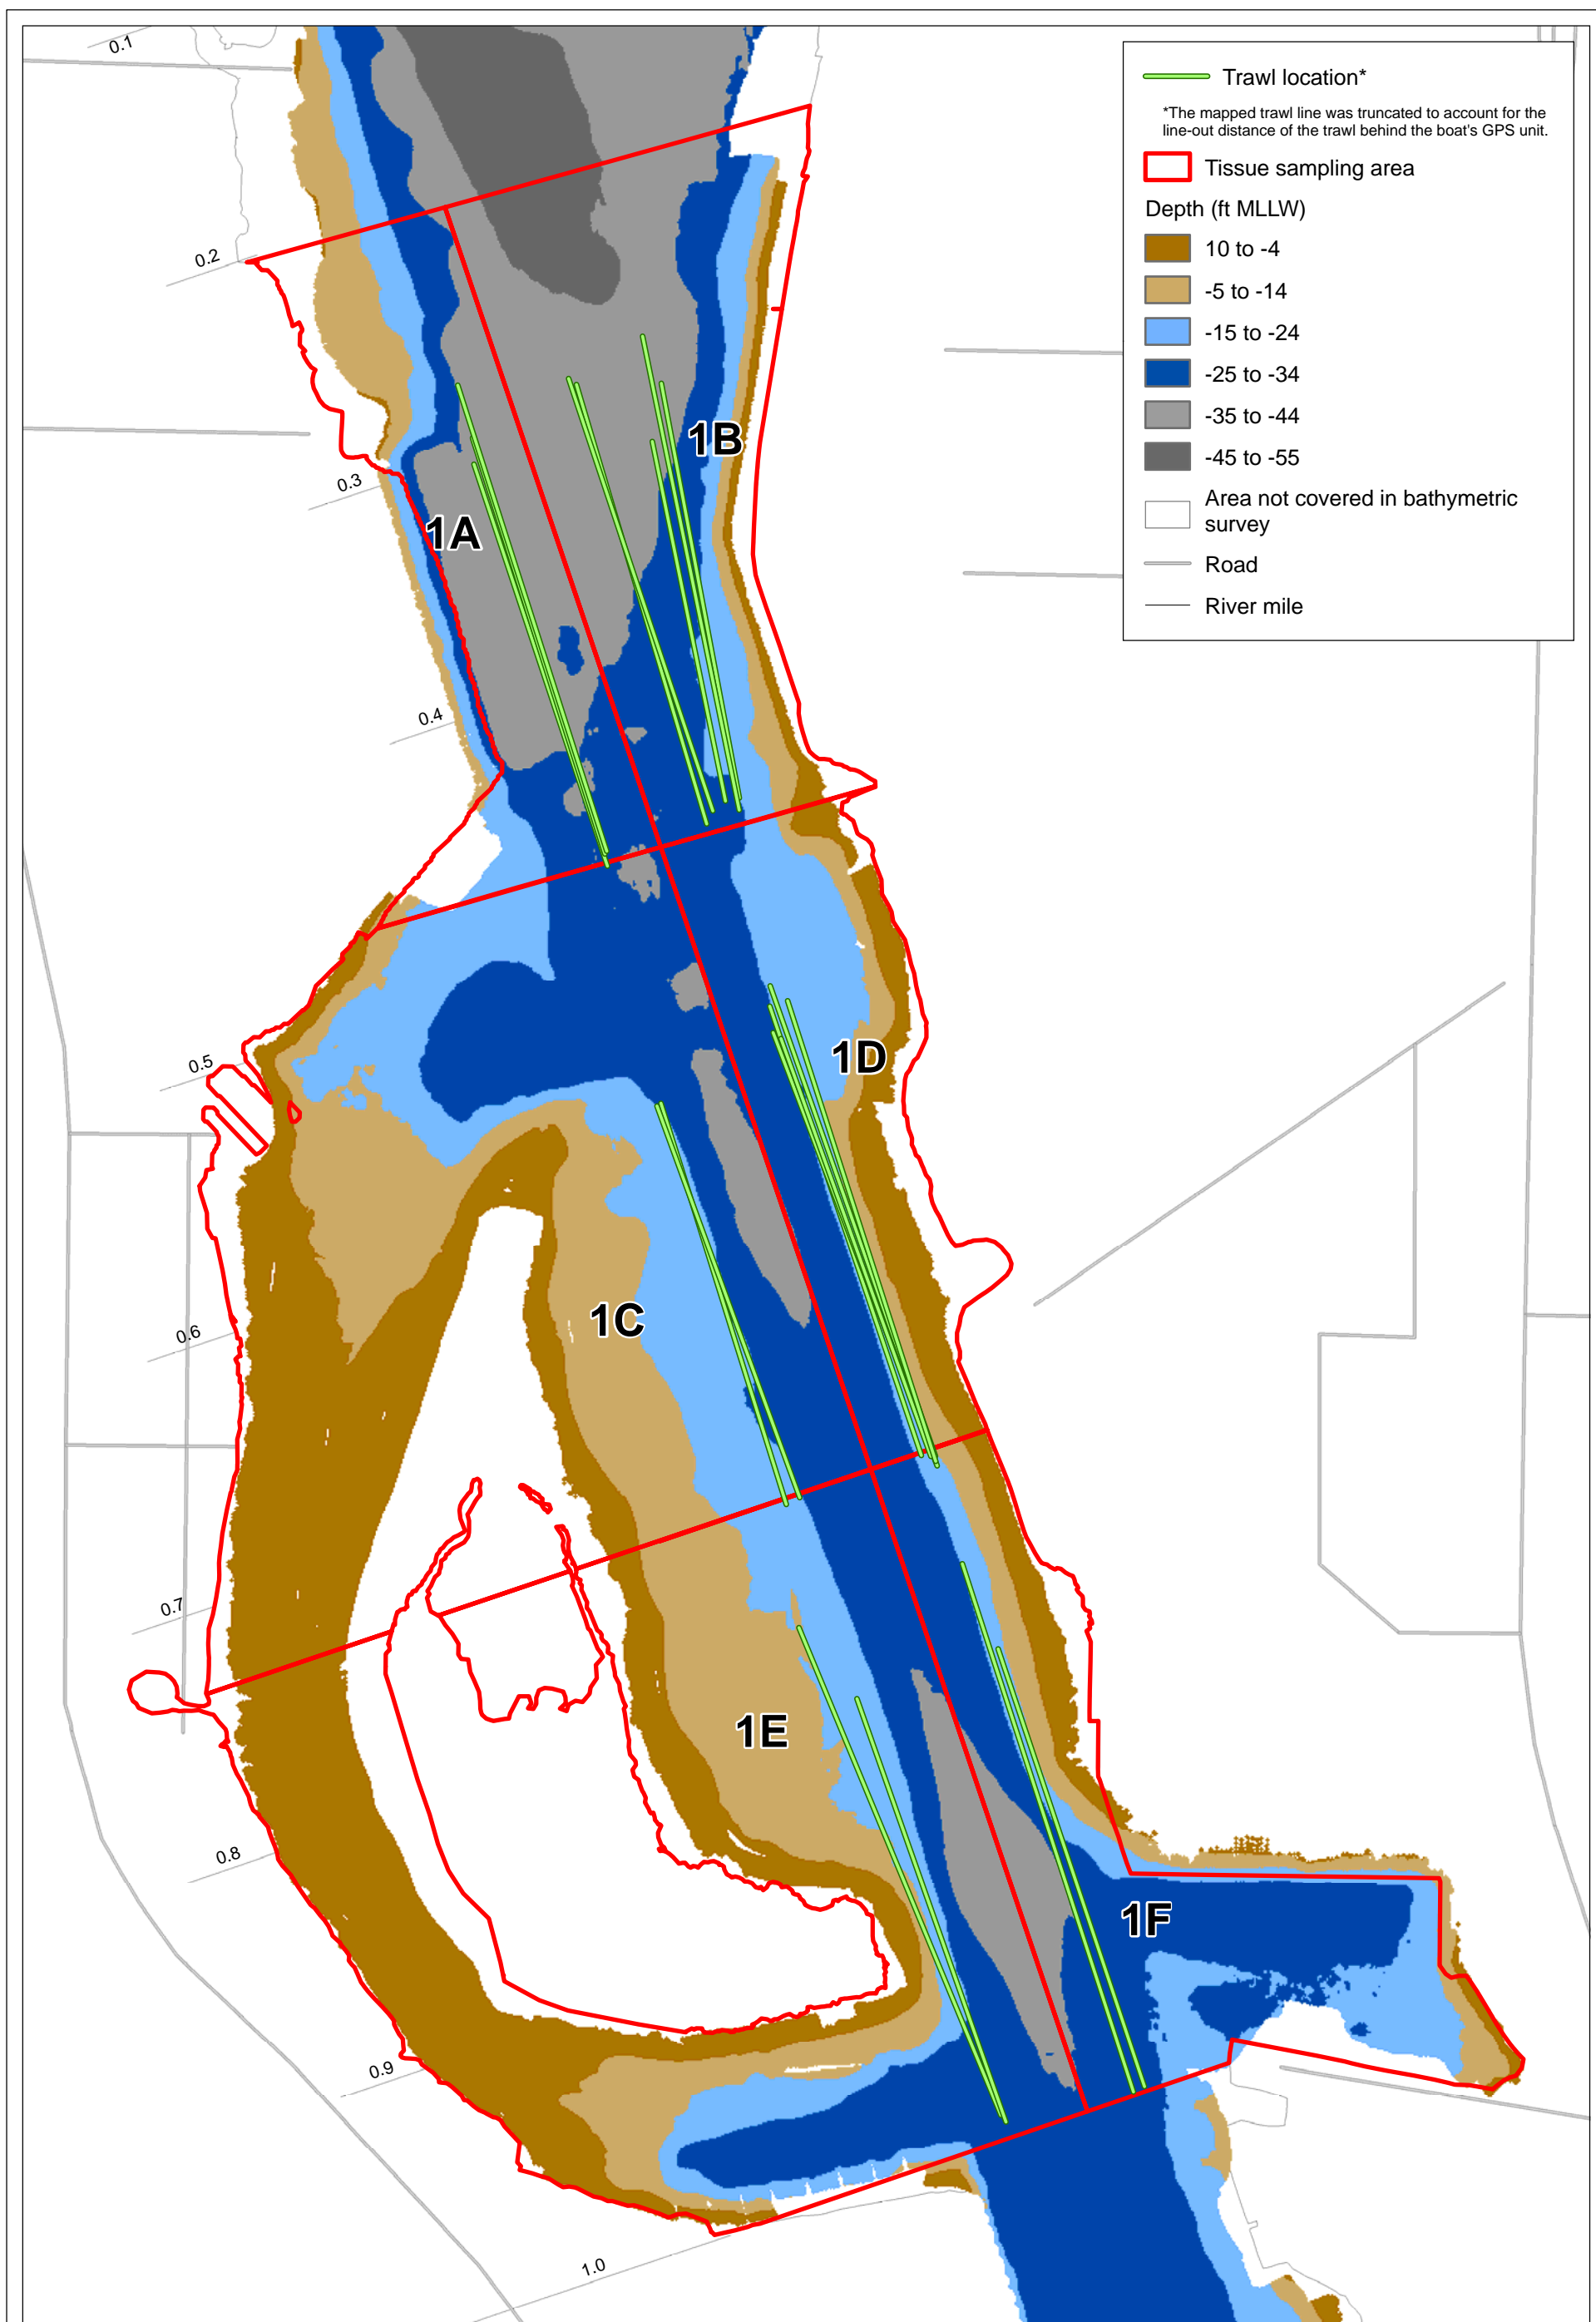 0.1
Trawl location*
*The mapped trawl line was truncated to account for the
line-out distance of the trawl behind the boat's GPS unit.
Tissue sampling area
Depth (ft MLLW)
10 to -4
-5 to -14
-15 to -24
-25 to -34
-35 to -44
-45 to -55
Area not covered in bathymetric
survey
Road
River mile
0.2
1B
0.3
1A
0.4
1D
0.5
1C
0.6
0.7
1E
0.8
1F
0.9
1.0